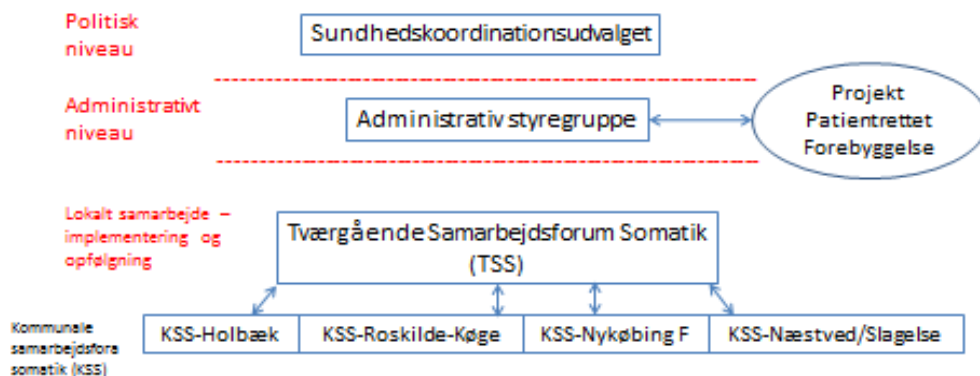 Politisk
niveau
Sundhedskoordinationsudvalget
Administrativt
niveau
Administrativ styregruppe
Projekt
Patientrettet
Forebyggelse
Lokalt samarbejde –
implementering og
opfølgning
Tværgående Samarbejdsforum Somatik
(TSS)
Kommunale
samarbejdsfora
somatik (KSS)
KSS-Holbæk
KSS-Roskilde-Køge
KSS-Nykøbing F
KSS-Næstved/Slagelse